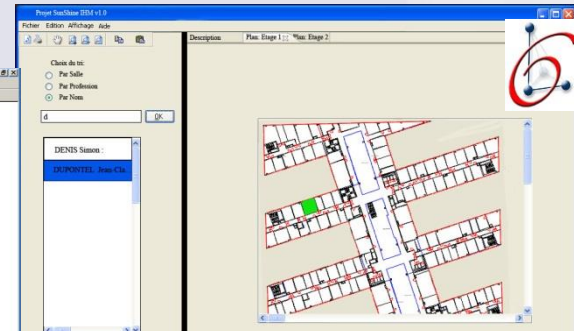 Projet SunShine IHM v1.0
Fichier Edition Affichage Aide
Description Plan: Etage 1 Plan: Etage 2
Choix du tri:
Par Salle
Par Profession
Par Nom
d OK
DENIS Simon :
DUPONTEL Jean-Cla